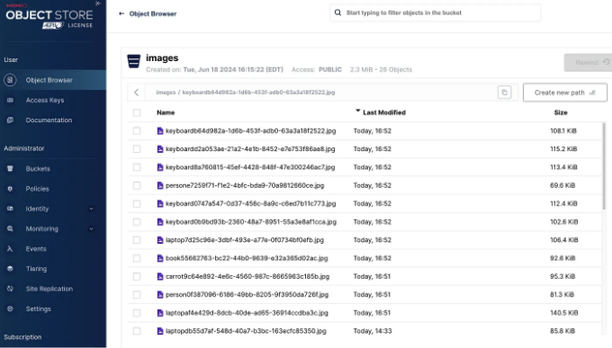 OBJECT STORE
LICENSE
User
Object Browser
Access Keys
Documentation
Administrator
Buckets
Policies
Identity
Monitoring
Events
Tiering
Site Replication
Settings
Subscription
← Object Browser
Start typing to filter objects in the bucket
images
Created on: Tue, Jun 18 2024 16:15:22 (EDT) Access: PUBLIC 2.3 MiB - 26 Objects
Rewind
images / keyboardb64d982a-1d6b-453f-adb0-63a3a18f2522.jpg
Create new path
Name Last Modified Size
keyboardb64d982a-1d6b-453f-adb0-63a3a18f2522.jpg Today, 16:52 108.1 KiB
keyboardd2a053ae-21a2-4e1b-8452-e7e753f86ae8.jpg Today, 16:52 115.2 KiB
keyboard8a760815-45ef-4428-848f-47e300246ac7.jpg Today, 16:52 113.4 KiB
persone7259f71-f1e2-4bfc-bda9-70a9812660ce.jpg Today, 16:52 69.6 KiB
keyboard0747a547-0d37-456c-8a9c-c6ed7b11c773.jpg Today, 16:52 112.4 KiB
keyboard0b9bd93b-2360-48a7-8951-55a3e8af1cca.jpg Today, 16:52 102.6 KiB
laptop7d25c96e-3dbf-493e-a77e-0f0734bf0efb.jpg Today, 16:52 106.4 KiB
book55662763-bc22-44b0-9639-e32a365d02ac.jpg Today, 16:52 92.6 KiB
carrot9c64e892-4e6c-4560-987c-8665963c185b.jpg Today, 16:51 95.3 KiB
person0f387096-6186-49bb-8205-9f3950da726f.jpg Today, 16:51 81.3 KiB
laptopaf4e429d-8dcb-40de-ad65-36914ccdba3c.jpg Today, 16:51 140.5 KiB
laptopdb55d7af-548d-40a7-b3bc-163ecfc85350.jpg Today, 14:33 85.8 KiB